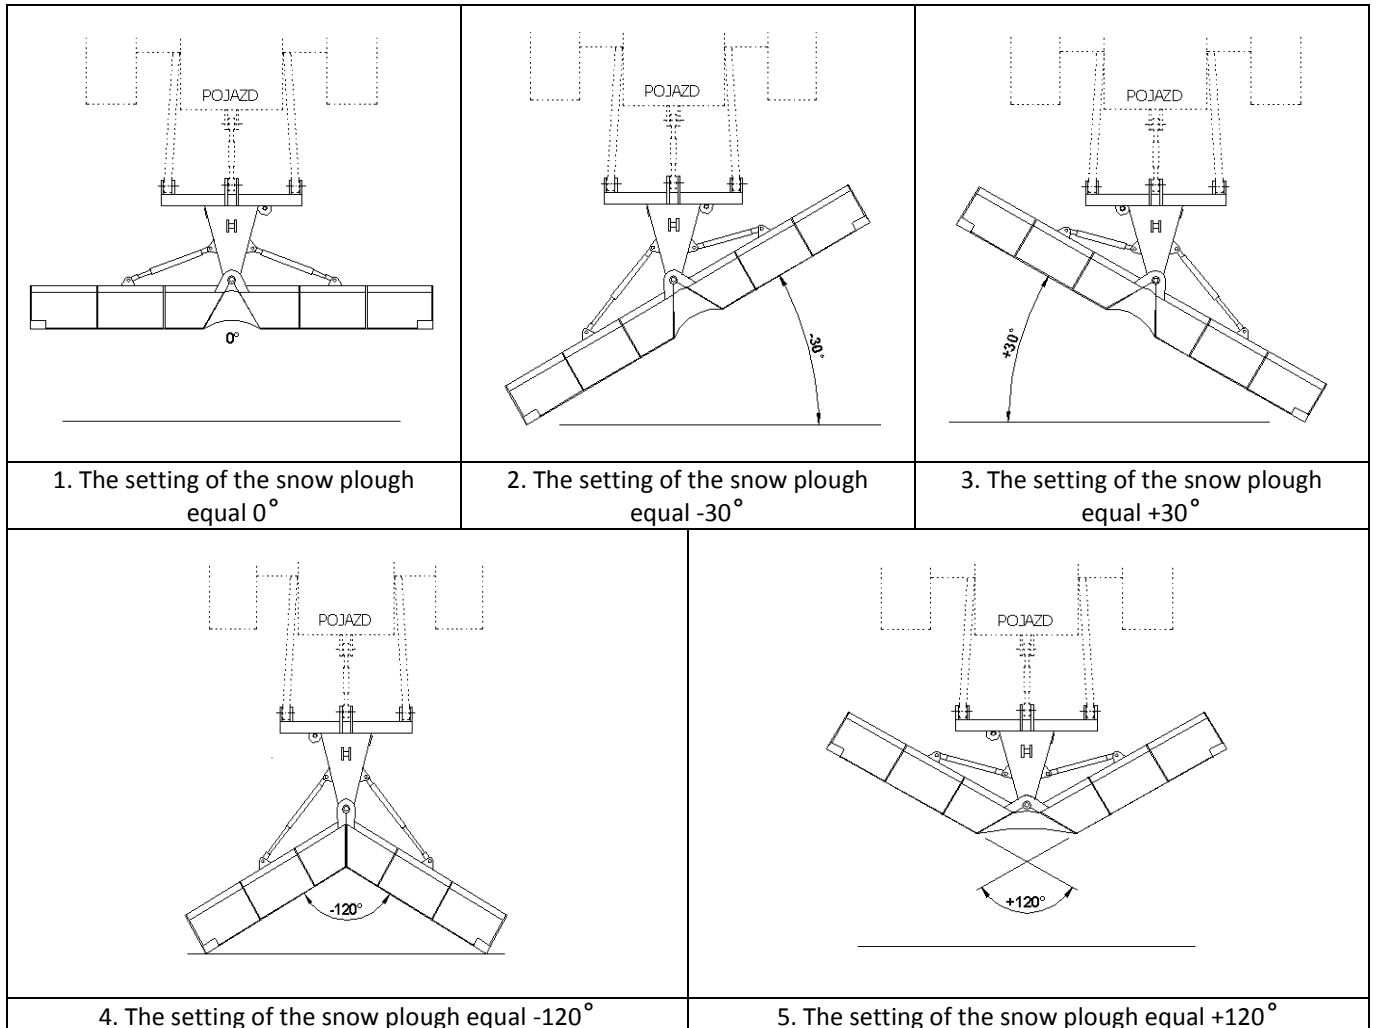 POJAZD
0°
1. The setting of the snow plough
equal 0°
POJAZD
-30°
2. The setting of the snow plough
equal -30°
POJAZD
+30°
3. The setting of the snow plough
equal +30°
POJAZD
-120°
4. The setting of the snow plough equal -120°
POJAZD
+120°
5. The setting of the snow plough equal +120°